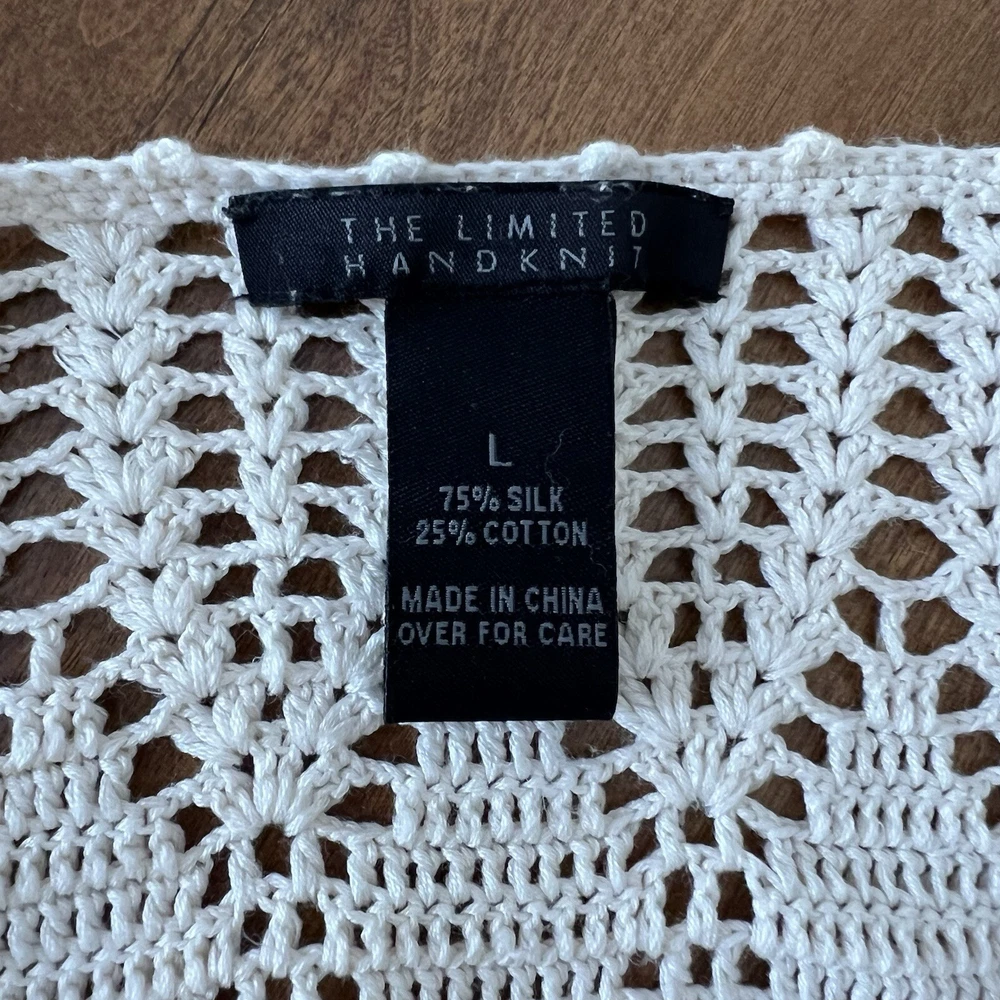 THE LIMITED
HANDKNIT
L
75% SILK
25% COTTON
MADE IN CHINA
OVER FOR CARE